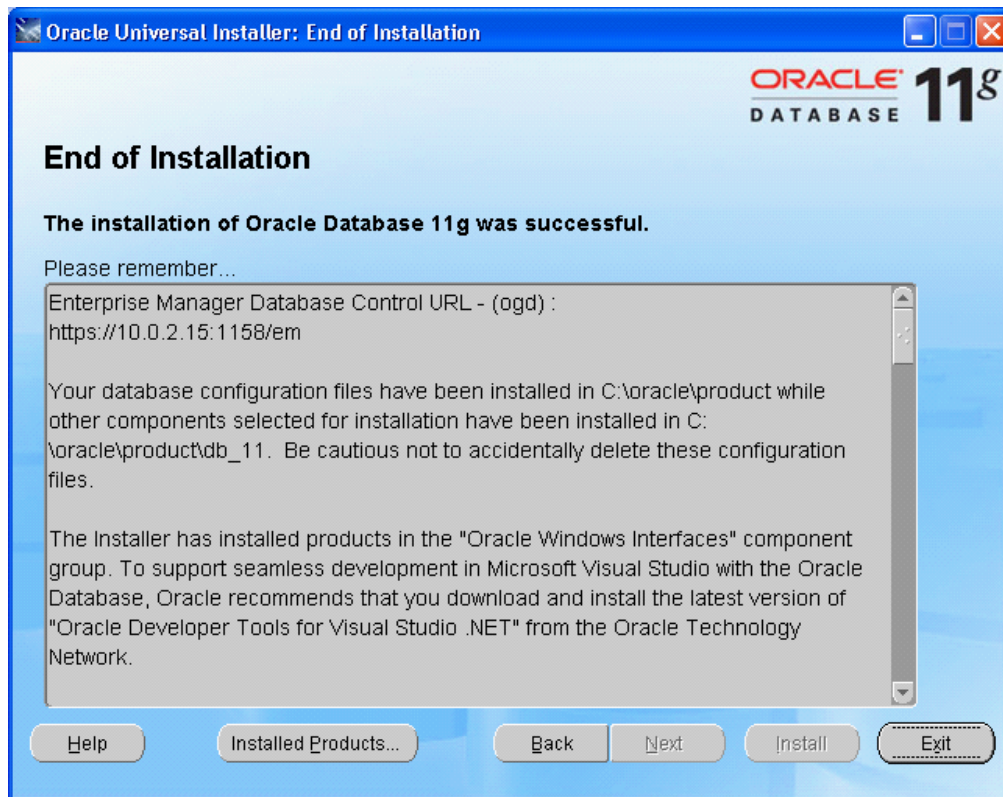 Oracle Universal Installer: End of Installation
ORACLE
DATABASE
11g
End of Installation
The installation of Oracle Database 11g was successful.
Please remember...
Enterprise Manager Database Control URL - (ogd) :
https://10.0.2.15:1158/em
Your database configuration files have been installed in C:\oracle\product while
other components selected for installation have been installed in C:
\oracle\product\db_11.  Be cautious not to accidentally delete these configuration
files.
The Installer has installed products in the "Oracle Windows Interfaces" component
group. To support seamless development in Microsoft Visual Studio with the Oracle
Database, Oracle recommends that you download and install the latest version of
"Oracle Developer Tools for Visual Studio .NET" from the Oracle Technology
Network.
Help
Installed Products...
Back
Next
Install
Exit